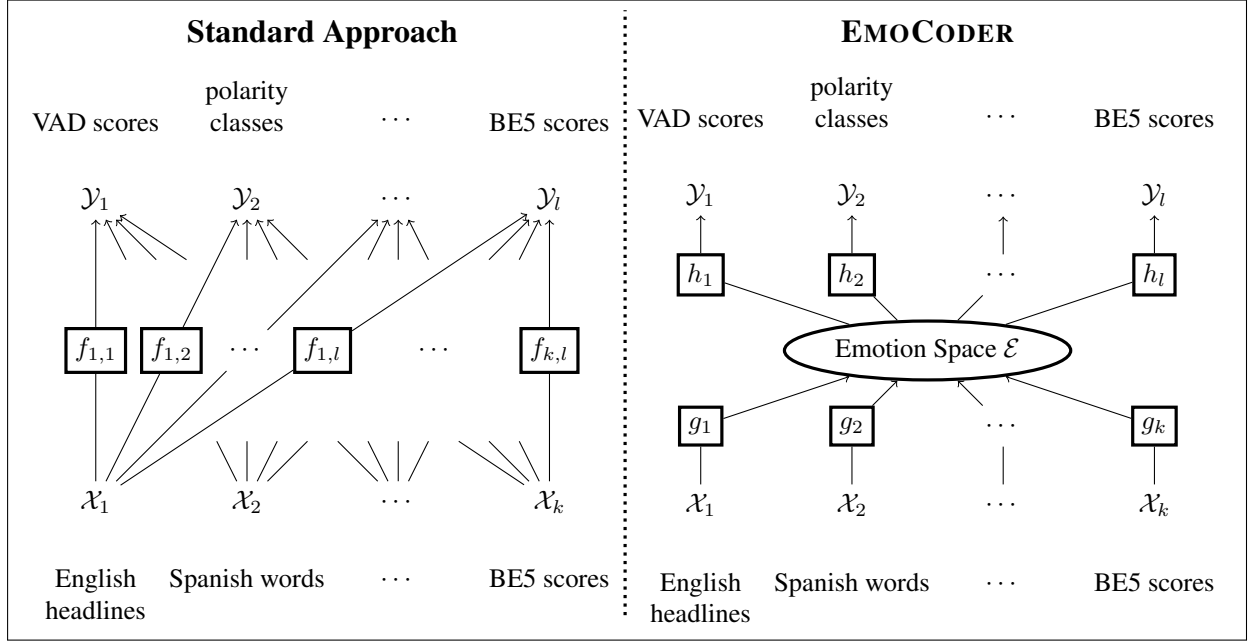 Standard Approach
VAD scores
polarity
classes
...
BE5 scores
𝒴₁
𝒴₂
...
𝒴ₗ
f₁,₁
f₁,₂
...
f₁,ₗ
...
fₖ,ₗ
𝒳₁
𝒳₂
...
𝒳ₖ
English
headlines
Spanish words
...
BE5 scores
EMOCODER
VAD scores
polarity
classes
...
BE5 scores
𝒴₁
𝒴₂
...
𝒴ₗ
h₁
h₂
...
hₗ
Emotion Space ℰ
g₁
g₂
...
gₖ
𝒳₁
𝒳₂
...
𝒳ₖ
English
headlines
Spanish words
...
BE5 scores